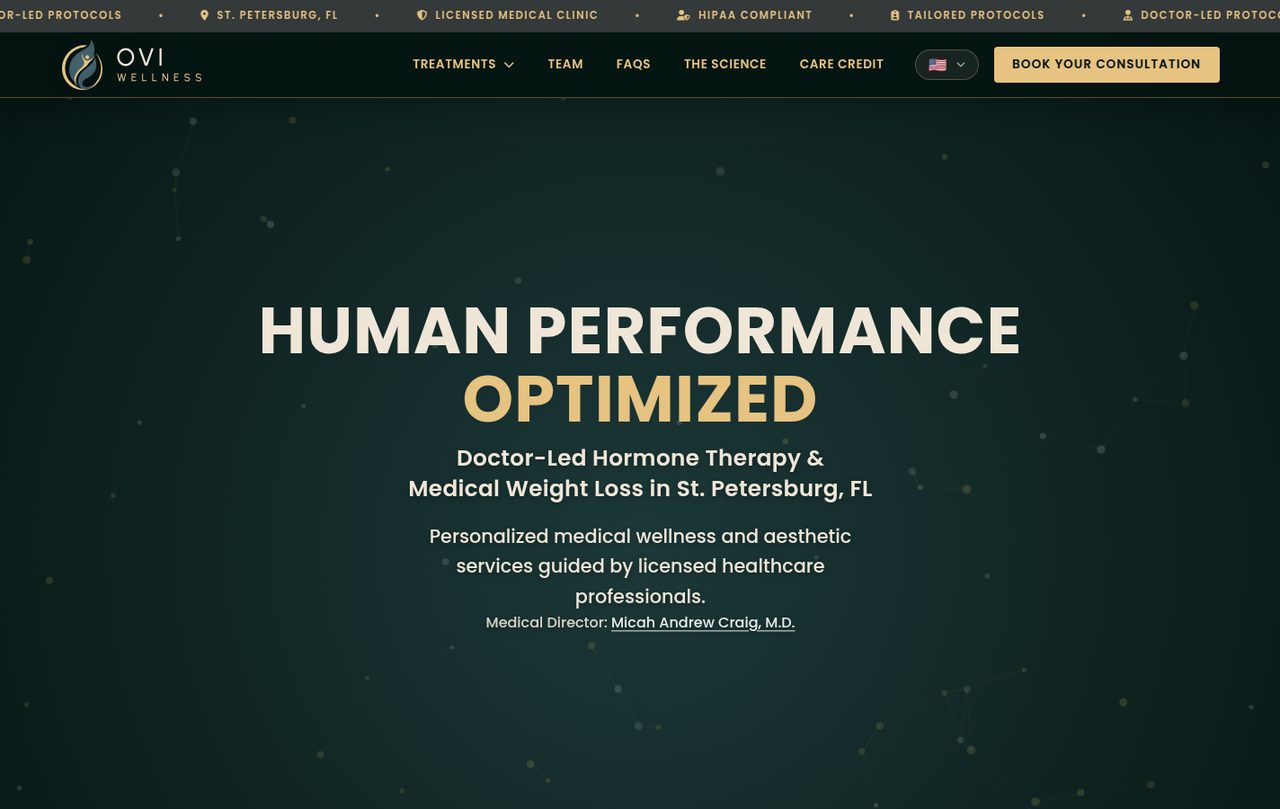 OR-LED PROTOCOLS • ST. PETERSBURG, FL • LICENSED MEDICAL CLINIC • HIPAA COMPLIANT • TAILORED PROTOCOLS • DOCTOR-LED PROTOC
OVI
WELLNESS
TREATMENTS TEAM FAQS THE SCIENCE CARE CREDIT BOOK YOUR CONSULTATION
HUMAN PERFORMANCE
OPTIMIZED
Doctor-Led Hormone Therapy &
Medical Weight Loss in St. Petersburg, FL
Personalized medical wellness and aesthetic
services guided by licensed healthcare
professionals.
Medical Director: Micah Andrew Craig, M.D.